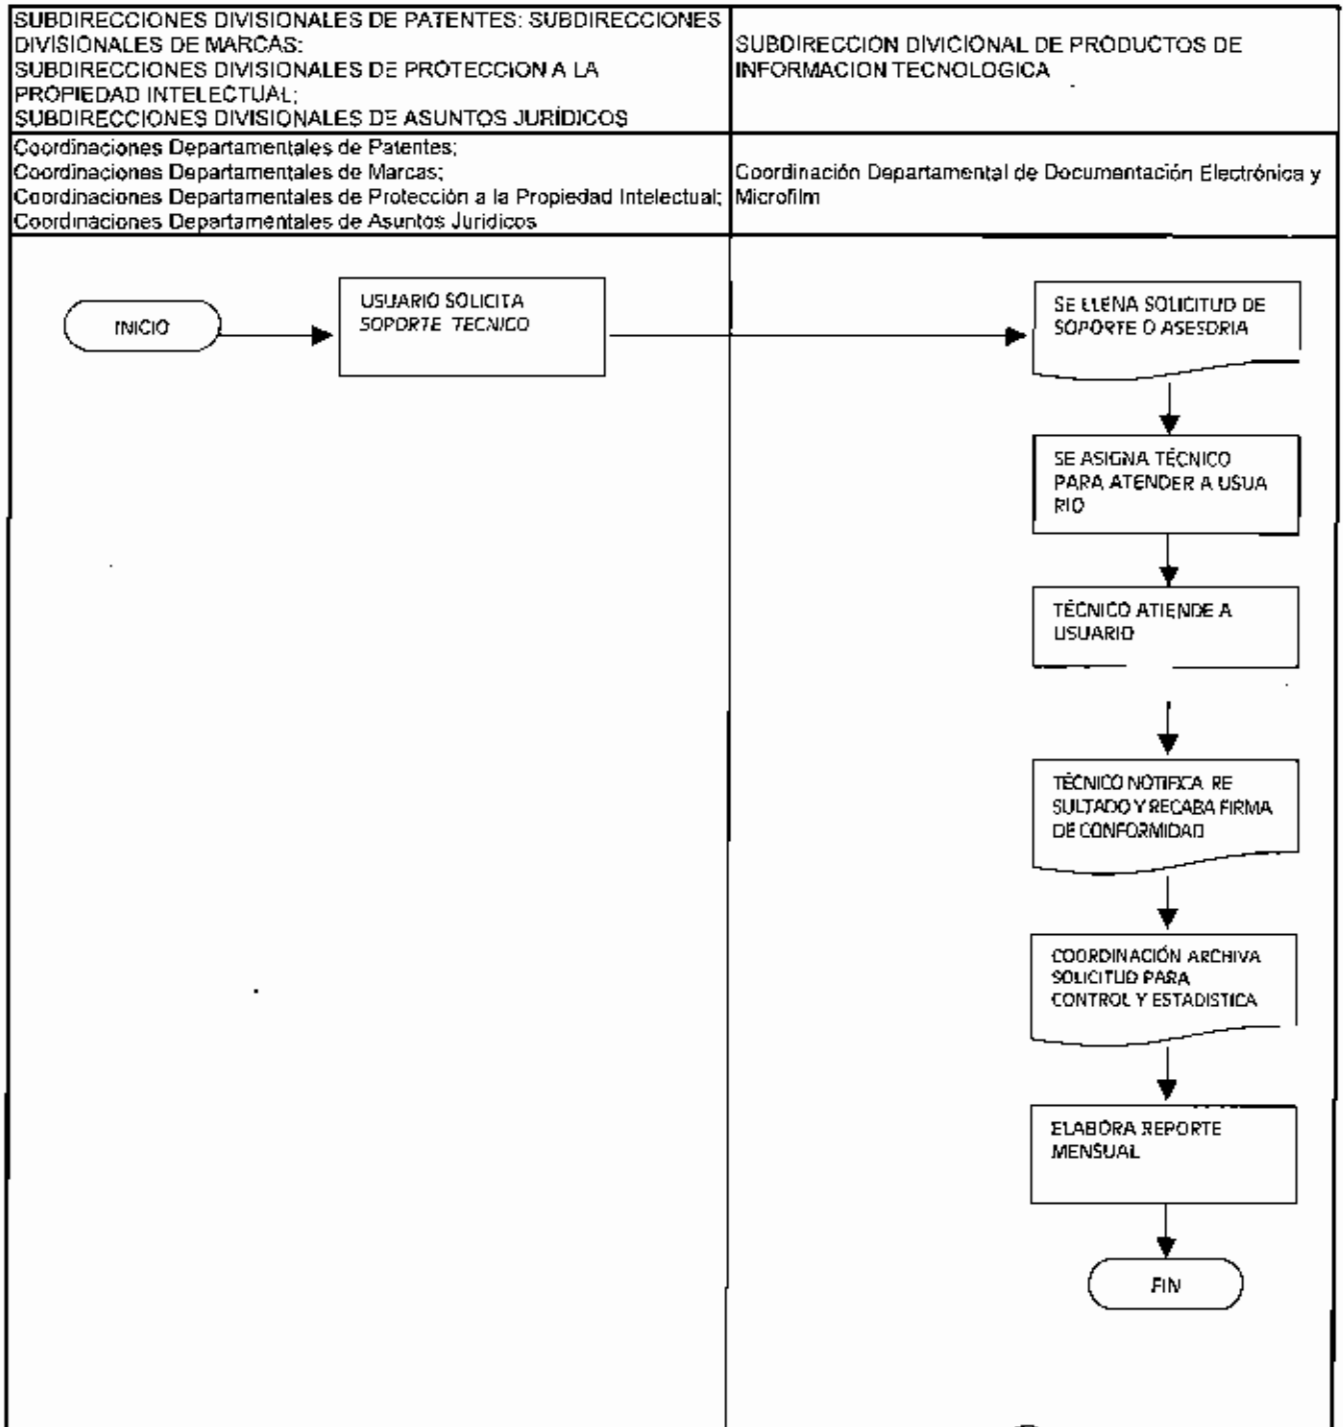 SUBDIRECCIONES DIVISIONALES DE PATENTES: SUBDIRECCIONES
DIVISIONALES DE MARCAS:
SUBDIRECCIONES DIVISIONALES DE PROTECCION A LA
PROPIEDAD INTELECTUAL;
SUBDIRECCIONES DIVISIONALES DE ASUNTOS JURÍDICOS
SUBDIRECCION DIVICIONAL DE PRODUCTOS DE
INFORMACION TECNOLOGICA
Coordinaciones Departamentales de Patentes;
Coordinaciones Departamentales de Marcas;
Coordinaciones Departamentales de Protección a la Propiedad Intelectual;
Coordinaciones Departamentales de Asuntos Juridicos
Coordinación Departamental de Documentación Electrónica y
Microfilm
INICIO
USUARIO SOLICITA
SOPORTE TECNICO
SE LLENA SOLICITUD DE
SOPORTE O ASESORIA
SE ASIGNA TÉCNICO
PARA ATENDER A USUA
RIO
TÉCNICO ATIENDE A
USUARIO
TÉCNICO NOTIFICA RE
SULTADO Y RECABA FIRMA
DE CONFORMIDAD
COORDINACIÓN ARCHIVA
SOLICITUD PARA
CONTROL Y ESTADISTICA
ELABORA REPORTE
MENSUAL
FIN